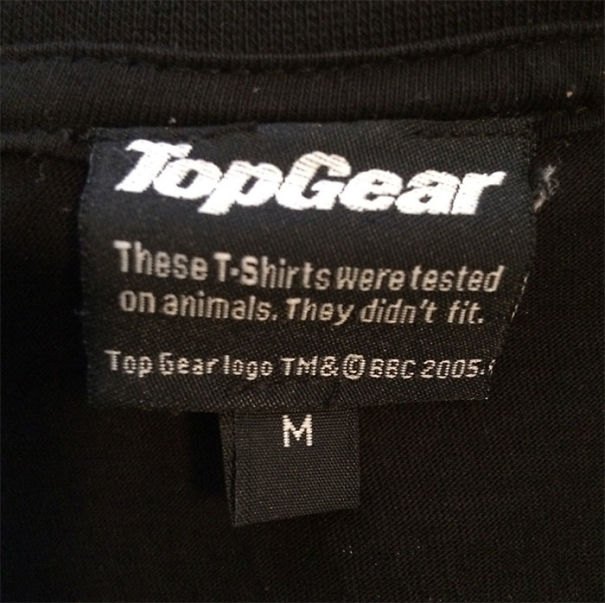 TopGear
These T-Shirts were tested
on animals. They didn't fit.
Top Gear logo TM & © BBC 2005.
M